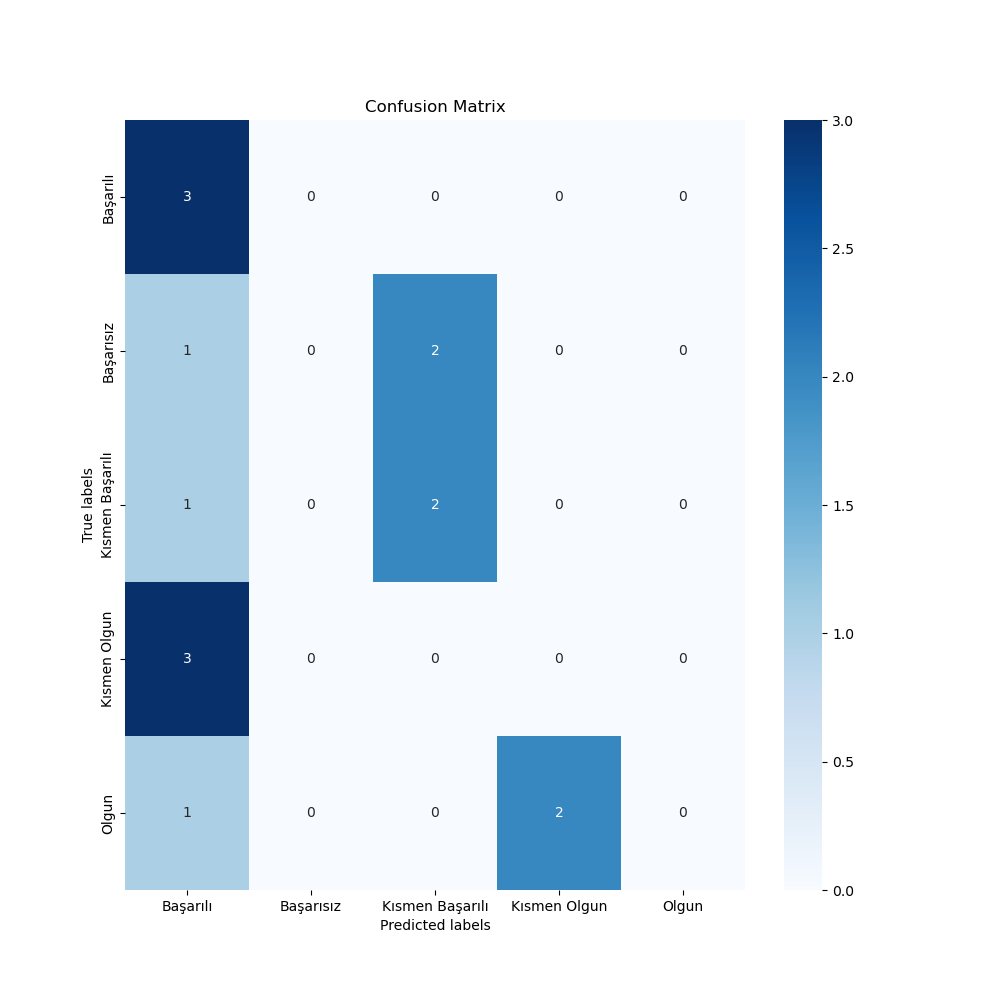 Confusion Matrix
True labels
Başarılı
3 0 0 0 0
Başarısız
1 0 2 0 0
Kısmen Başarılı
1 0 2 0 0
Kısmen Olgun
3 0 0 0 0
Olgun
1 0 0 2 0
Başarılı Başarısız Kısmen Başarılı Kısmen Olgun Olgun
Predicted labels
3.0
2.5
2.0
1.5
1.0
0.5
0.0